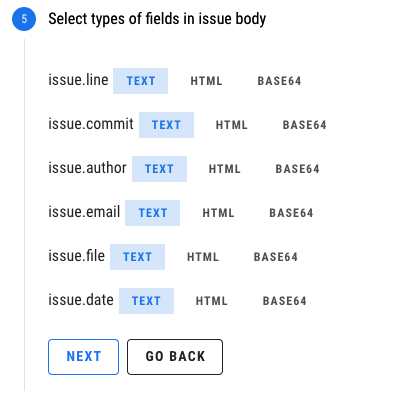 5 Select types of fields in issue body
issue.line TEXT HTML BASE64
issue.commit TEXT HTML BASE64
issue.author TEXT HTML BASE64
issue.email TEXT HTML BASE64
issue.file TEXT HTML BASE64
issue.date TEXT HTML BASE64
NEXT GO BACK